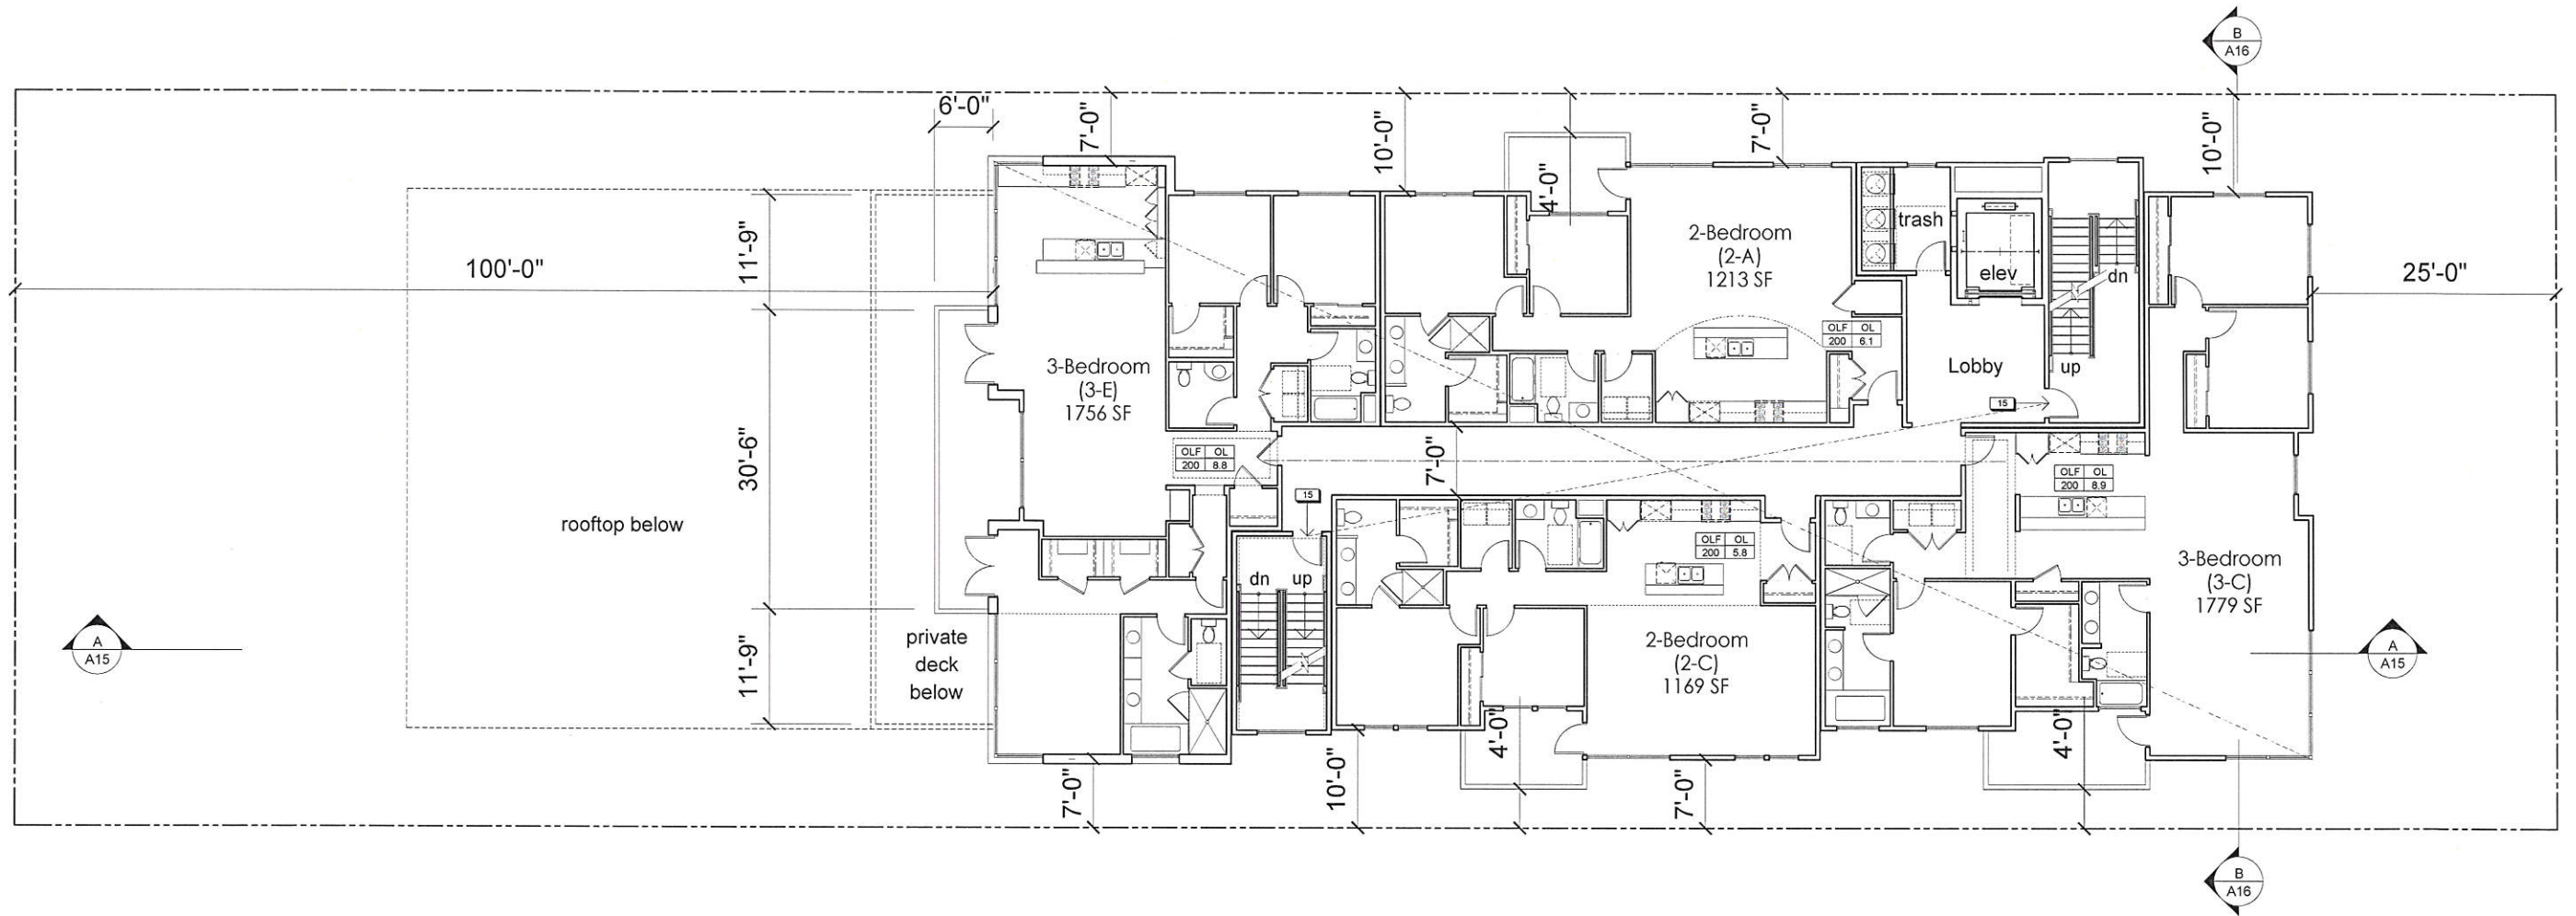 B
A16
6'-0"
7'-0"
10'-0"
4'-0"
7'-0"
10'-0"
100'-0"
11'-9"
2-Bedroom
(2-A)
1213 SF
trash
elev
dn
25'-0"
OLF OL
200 6.1
3-Bedroom
(3-E)
1756 SF
Lobby
up
15
30'-6"
OLF OL
200 8.8
7'-0"
OLF OL
200 8.9
rooftop below
15
OLF OL
200 5.8
3-Bedroom
(3-C)
1779 SF
dn up
A
A15
private
deck
below
11'-9"
2-Bedroom
(2-C)
1169 SF
A
A15
7'-0"
10'-0"
4'-0"
7'-0"
4'-0"
B
A16